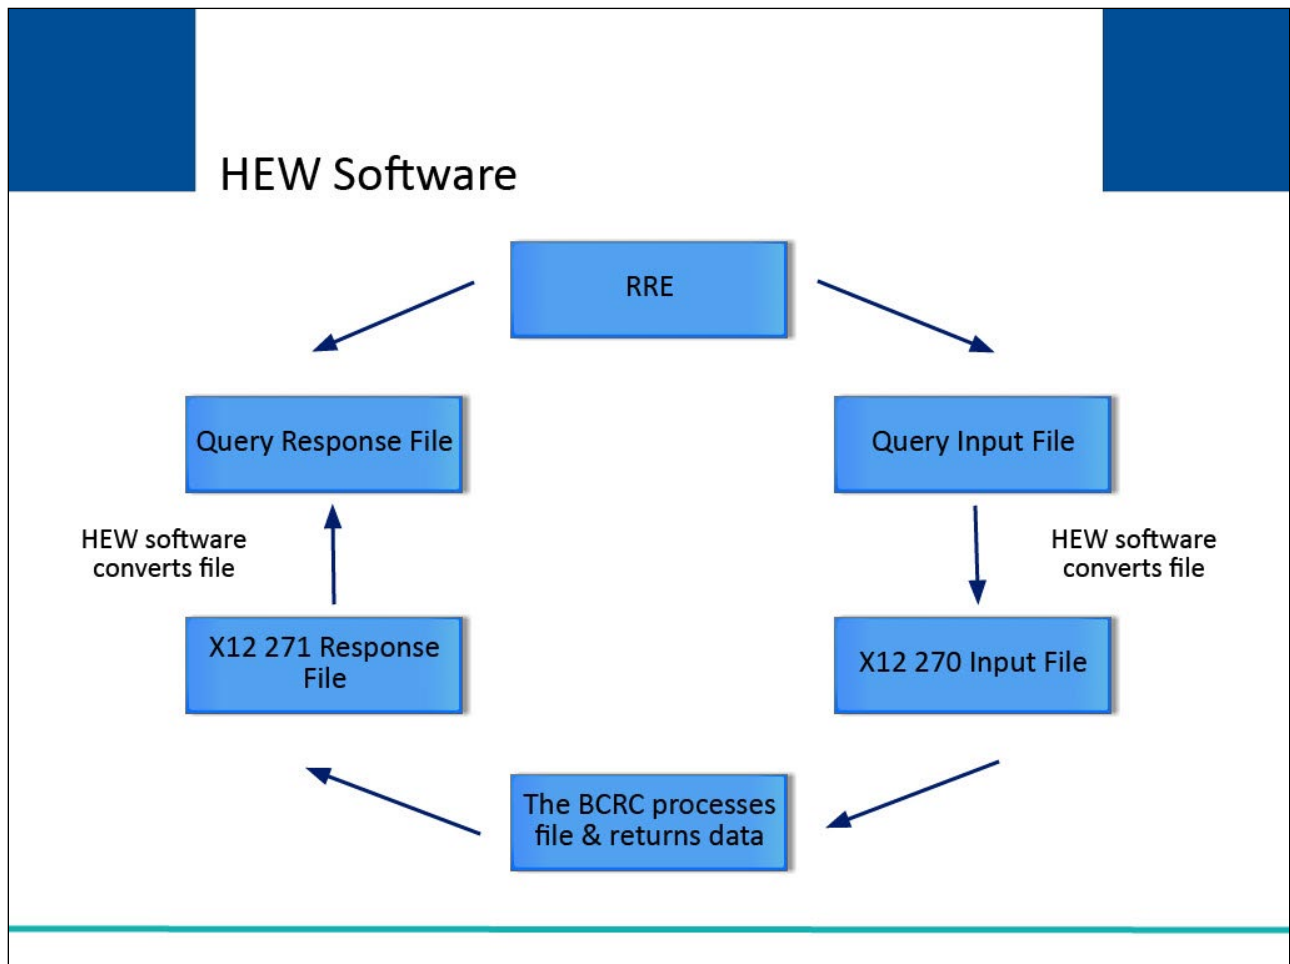 HEW Software
RRE
Query Response File
Query Input File
HEW software
converts file
HEW software
converts file
X12 271 Response
File
X12 270 Input File
The BCRC processes
file & returns data